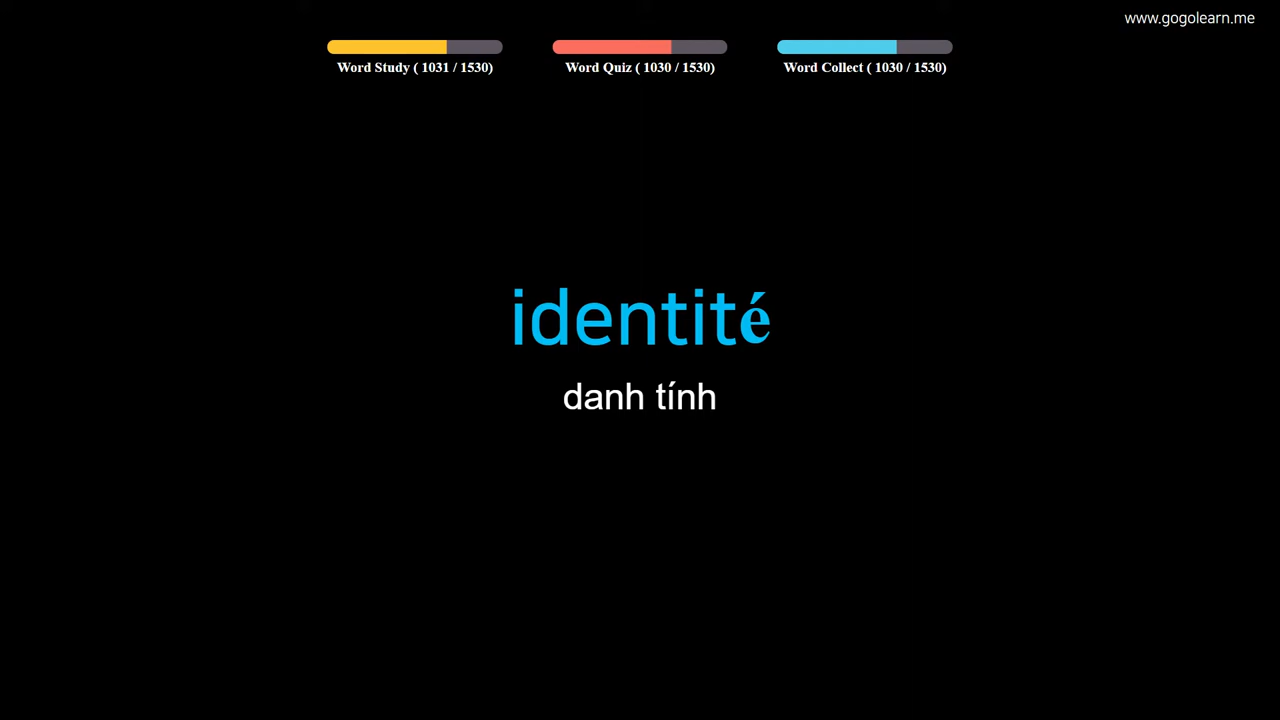 www.gogolearn.me
Word Study ( 1031 / 1530)
Word Quiz ( 1030 / 1530)
Word Collect ( 1030 / 1530)
identité
danh tính